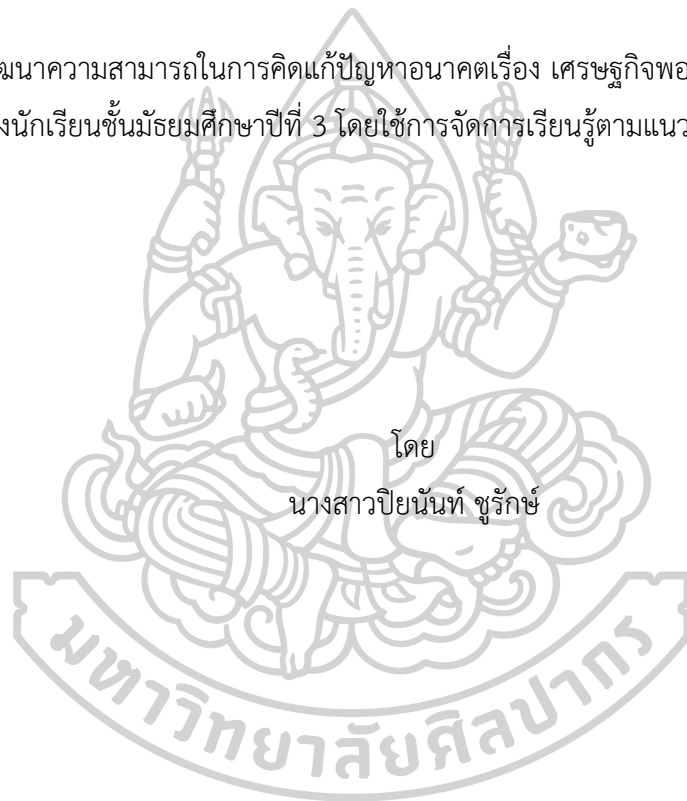 ฒนาความสามารถในการคิดแก้ปัญหาอนาคตเรื่อง เศรษฐกิจพอ
งนักเรียนชั้นมัธยมศึกษาปีที่ 3 โดยใช้การจัดการเรียนรู้ตามแนว
โดย
นางสาวปิยนันท์ ชูรักษ์
มหาวิทยาลัยศิลปากร